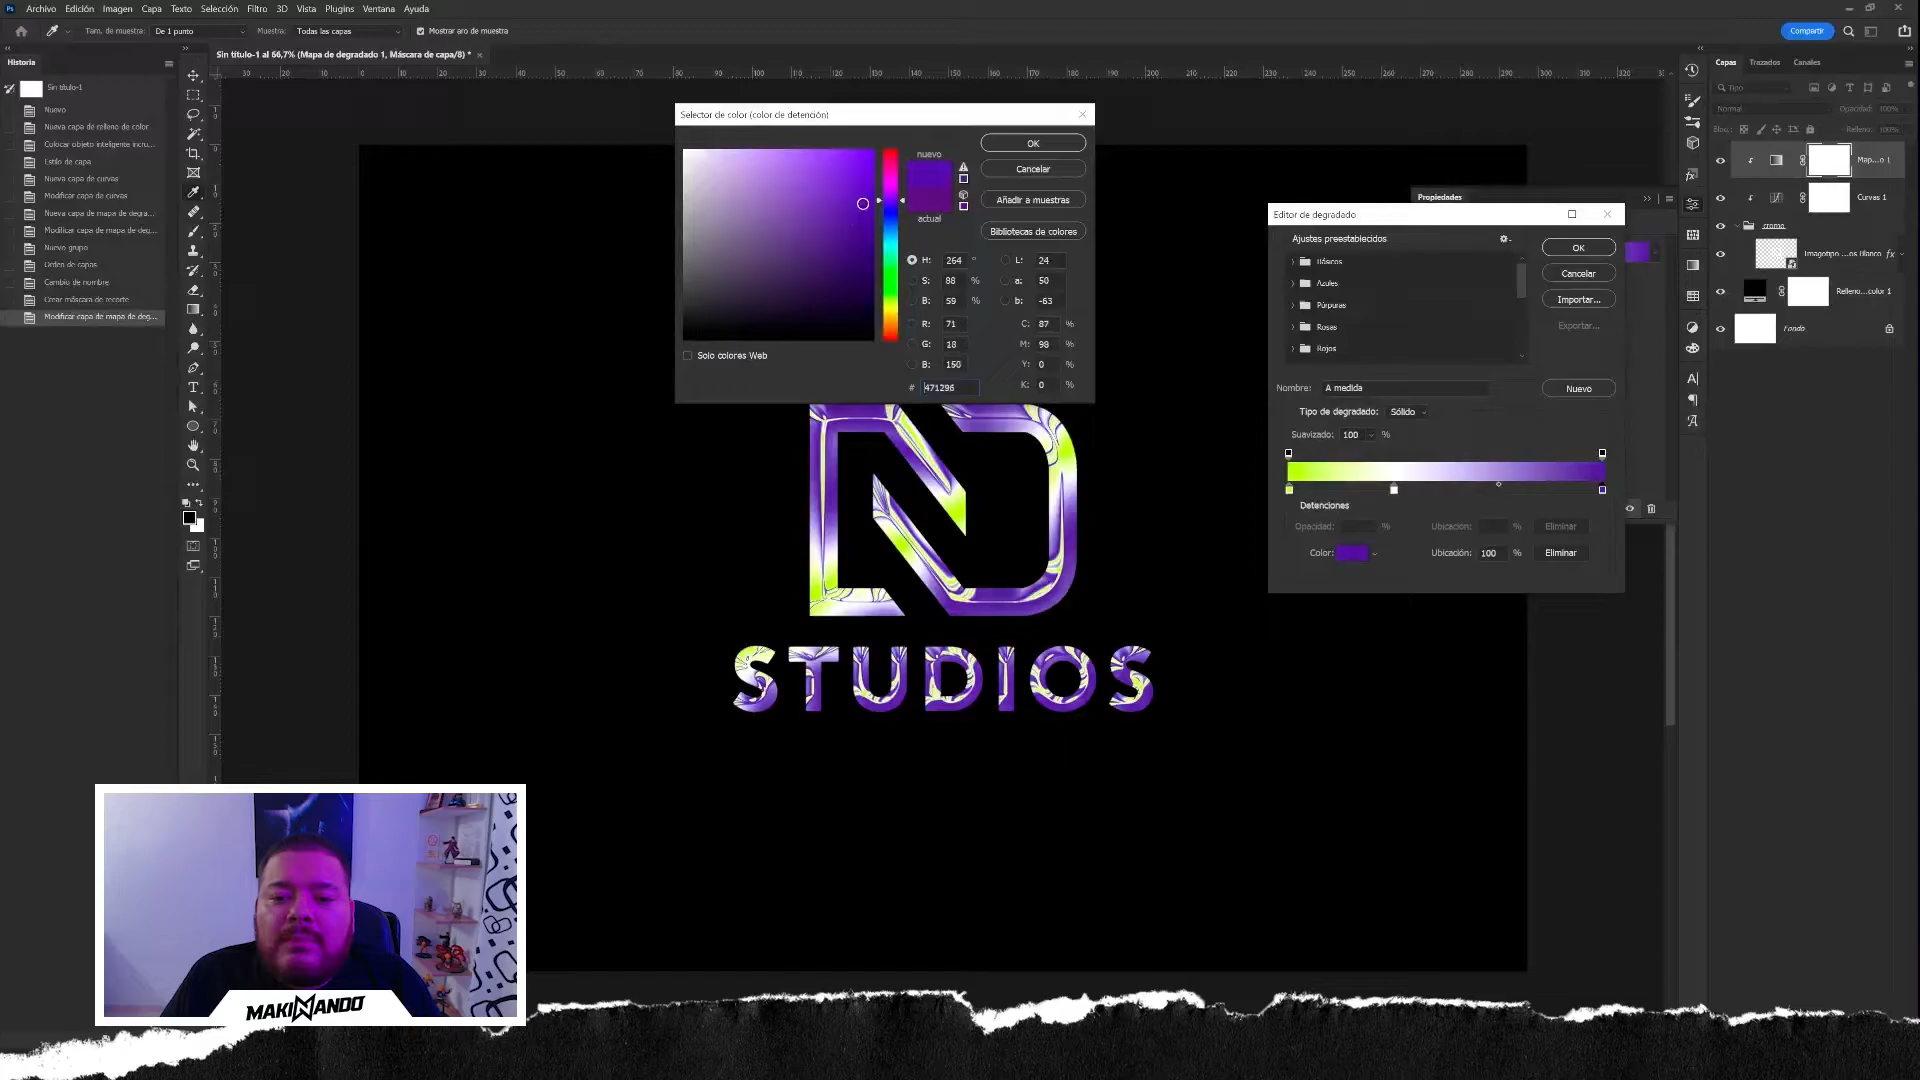 Ps Archivo Edición Imagen Capa Texto Selección Filtro 3D Vista Plugins Ventana Ayuda
Tam. de muestra: De 1 punto Muestra: Todas las capas Mostrar aro de muestra Compartir
Sin título-1 al 66,7% (Mapa de degradado 1, Máscara de capa/8) *
Historia
Sin título-1
Nuevo
Nueva capa de relleno de color
Colocar objeto inteligente incru...
Estilo de capa
Nueva capa de curvas
Modificar capa de curvas
Nueva capa de mapa de degra...
Modificar capa de mapa de deg...
Nuevo grupo
Orden de capas
Cambio de nombre
Crear máscara de recorte
Modificar capa de mapa de deg...
Selector de color (color de detención)
nuevo
actual
OK
Cancelar
Añadir a muestras
Bibliotecas de colores
H: 264 ° L: 24
S: 88 % a: 50
B: 59 % b: -63
R: 71 C: 87 %
G: 18 M: 98 %
B: 150 Y: 0 %
# 471296 K: 0 %
Solo colores Web
Propiedades
Editor de degradado
Ajustes preestablecidos
Básicos
Azules
Púrpuras
Rosas
Rojos
OK
Cancelar
Importar...
Exportar...
Nombre: A medida Nuevo
Tipo de degradado: Sólido
Suavizado: 100 %
Detenciones
Opacidad: % Ubicación: % Eliminar
Color: Ubicación: 100 % Eliminar
Capas Trazados Canales
Tipo
Normal Opacidad: 100%
Bloq.: Relleno: 100%
Map...o 1
Curvas 1
cromo
Imagotipo ...os Blanco fx
Relleno...color 1
Fondo
STUDIOS
MAKINANDO